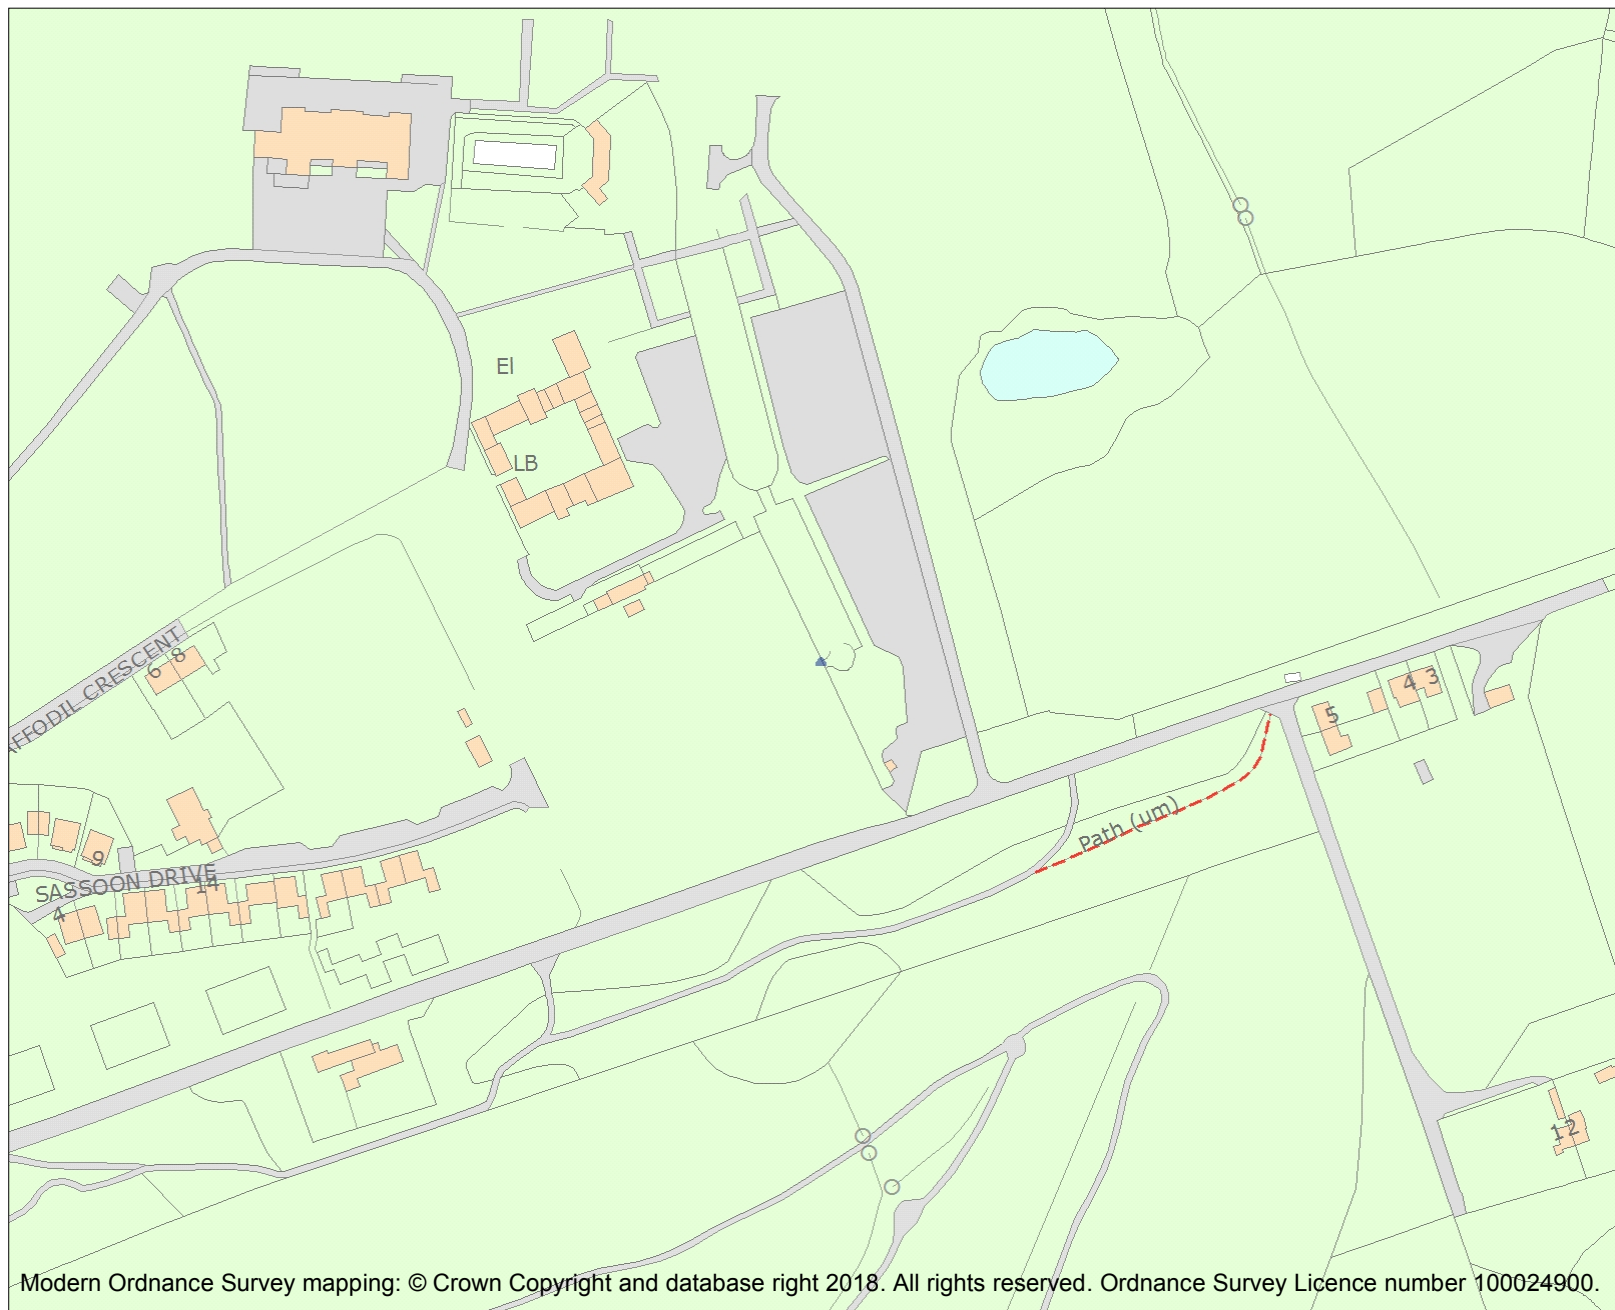 El
LB
AFFODIL CRESCENT
6 8
9
SASSOON DRIVE
14
4
Path (um)
5
4 3
1 2
Modern Ordnance Survey mapping: © Crown Copyright and database right 2018. All rights reserved. Ordnance Survey Licence number 100024900.